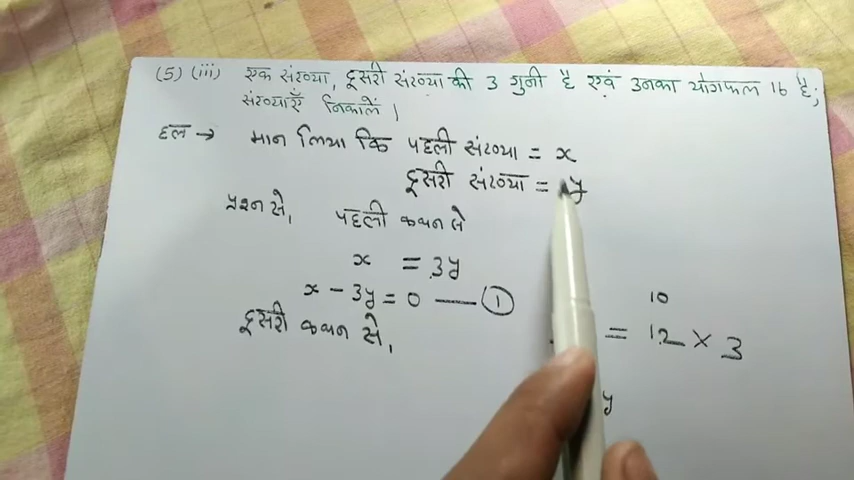 (5) (iii) एक संख्या, दूसरी संख्या की 3 गुनी है एवं उनका योगफल 16 है;
संख्याएँ निकालें।
हल → मान लिया कि पहली संख्या = x
दूसरी संख्या = y
प्रश्न से, पहली कथन से
x = 3y
x - 3y = 0 — ①
दूसरी कथन से,
10
= 12 × 3
y